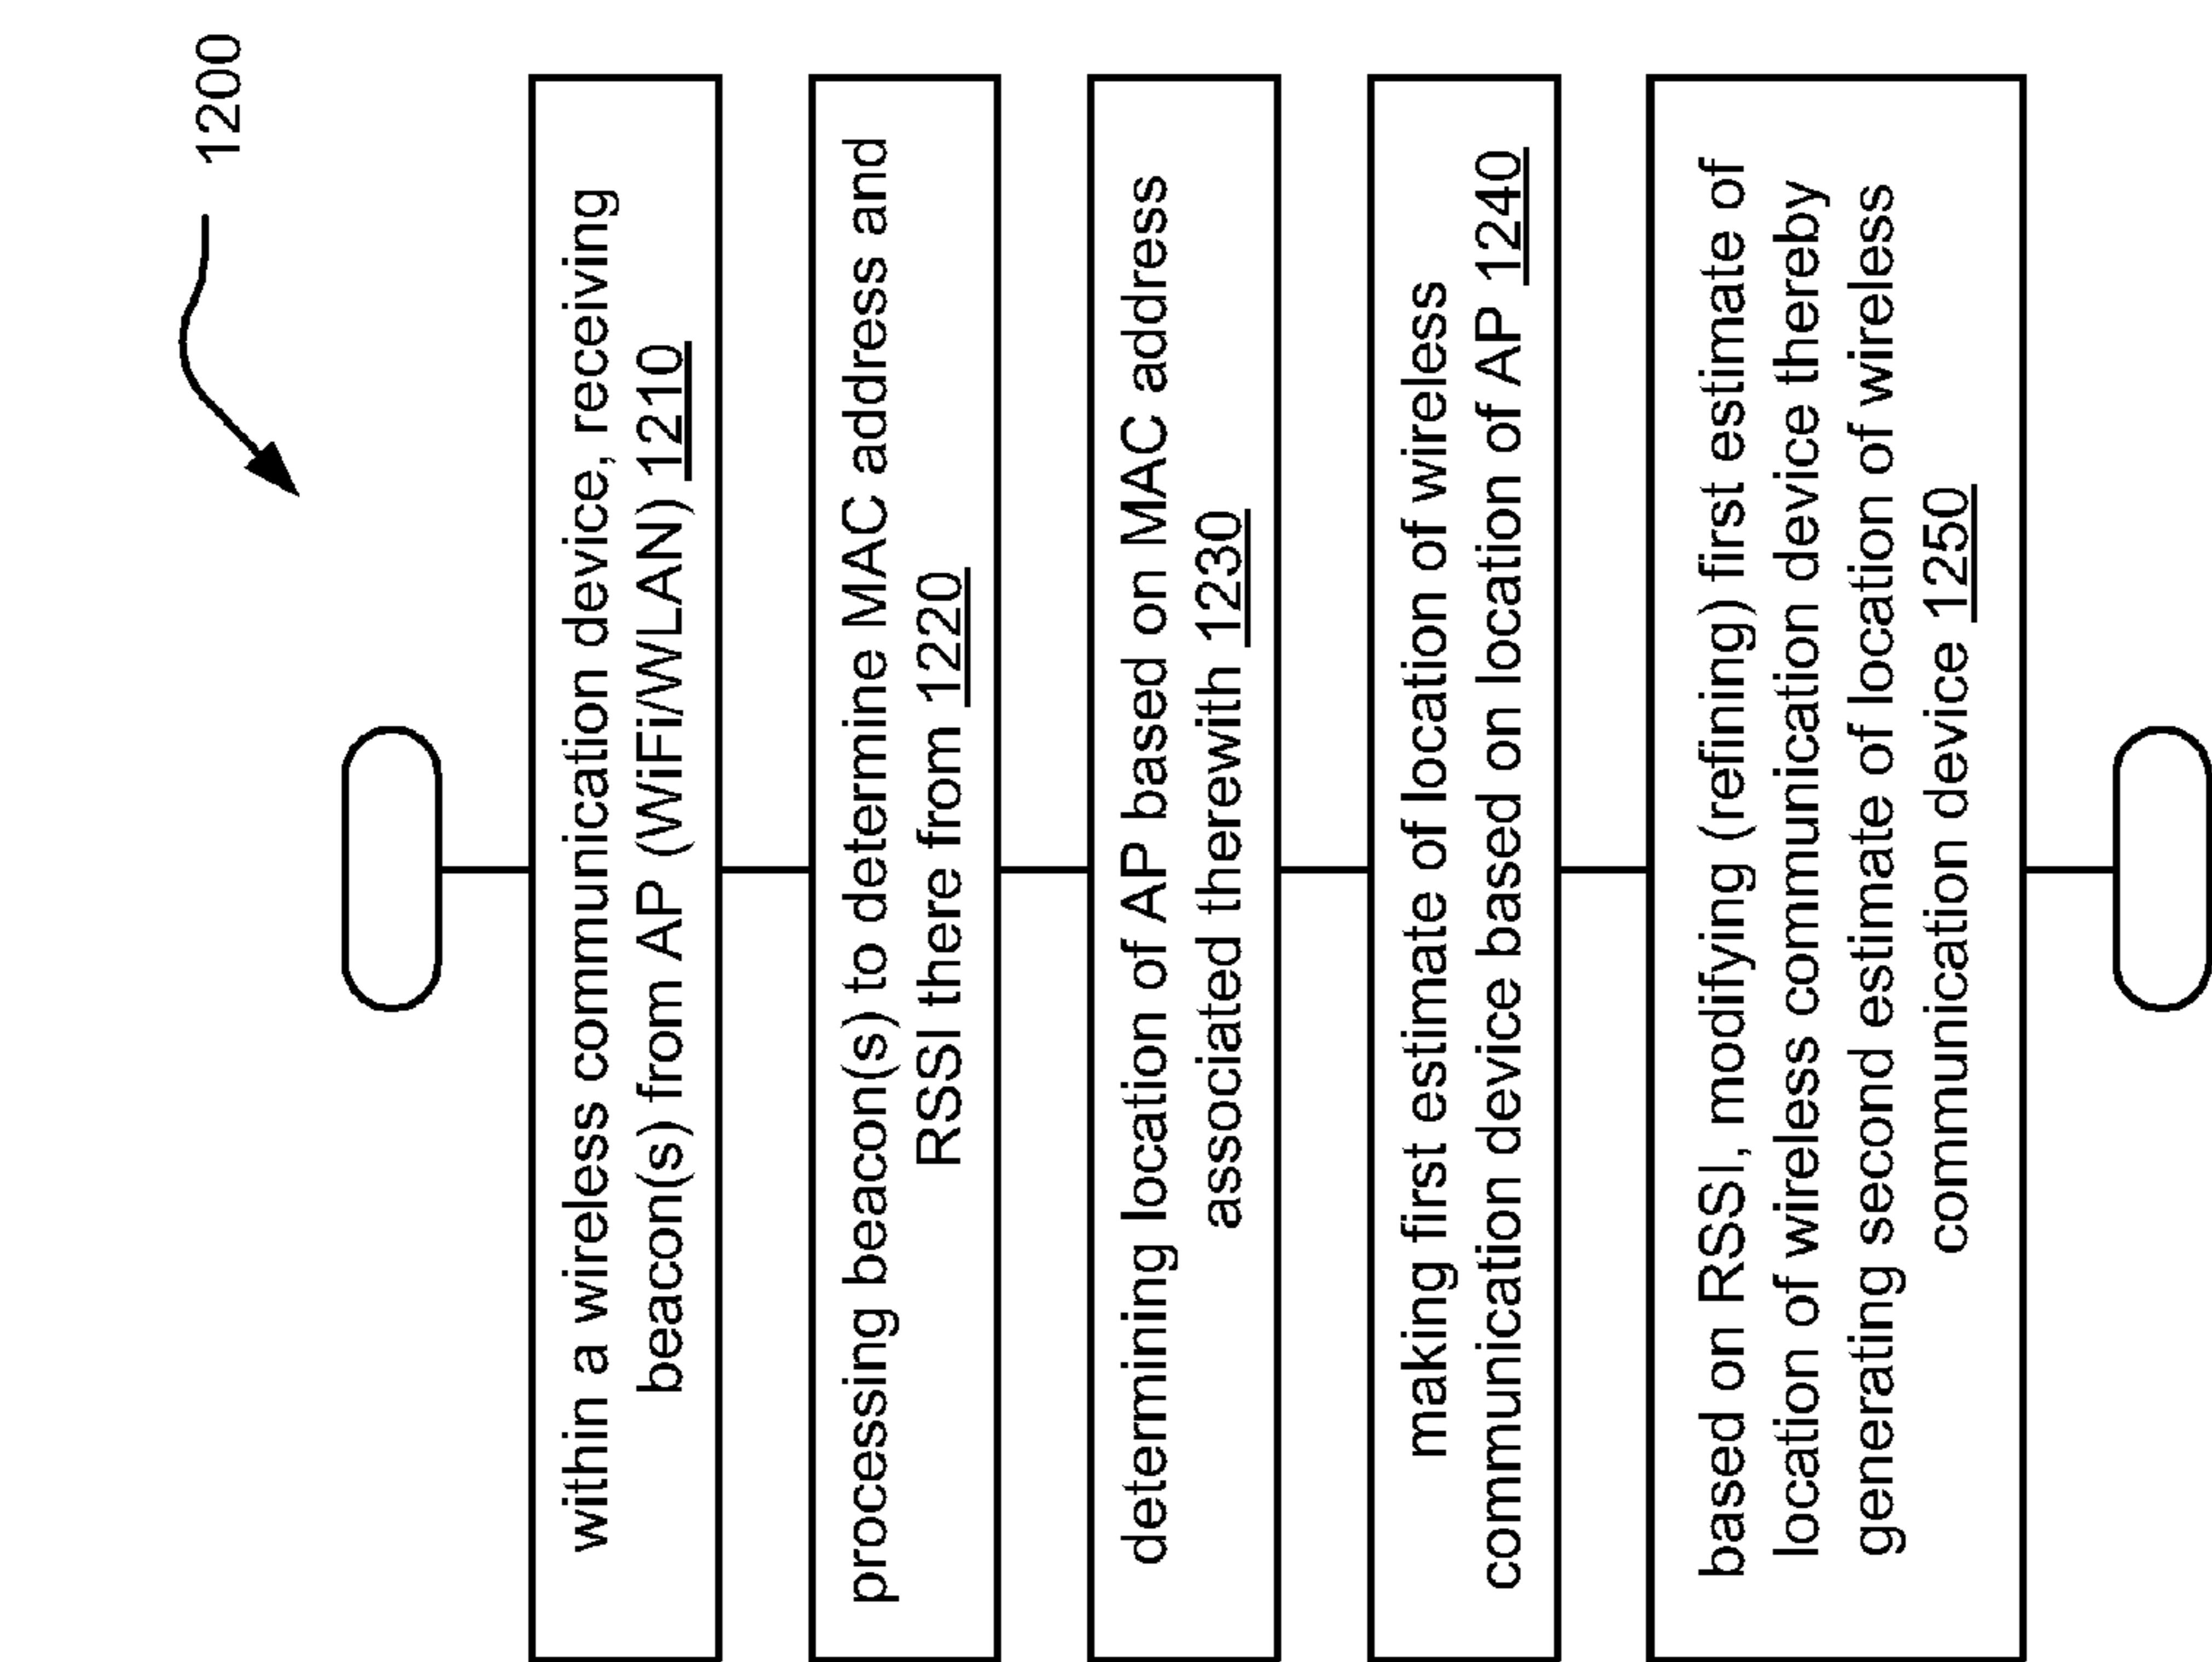 1200
within a wireless communication device, receiving
beacon(s) from AP (WiFi/WLAN) 1210
processing beacon(s) to determine MAC address and
RSSI there from 1220
determining location of AP based on MAC address
associated therewith 1230
making first estimate of location of wireless
communication device based on location of AP 1240
based on RSSI, modifying (refining) first estimate of
location of wireless communication device thereby
generating second estimate of location of wireless
communication device 1250